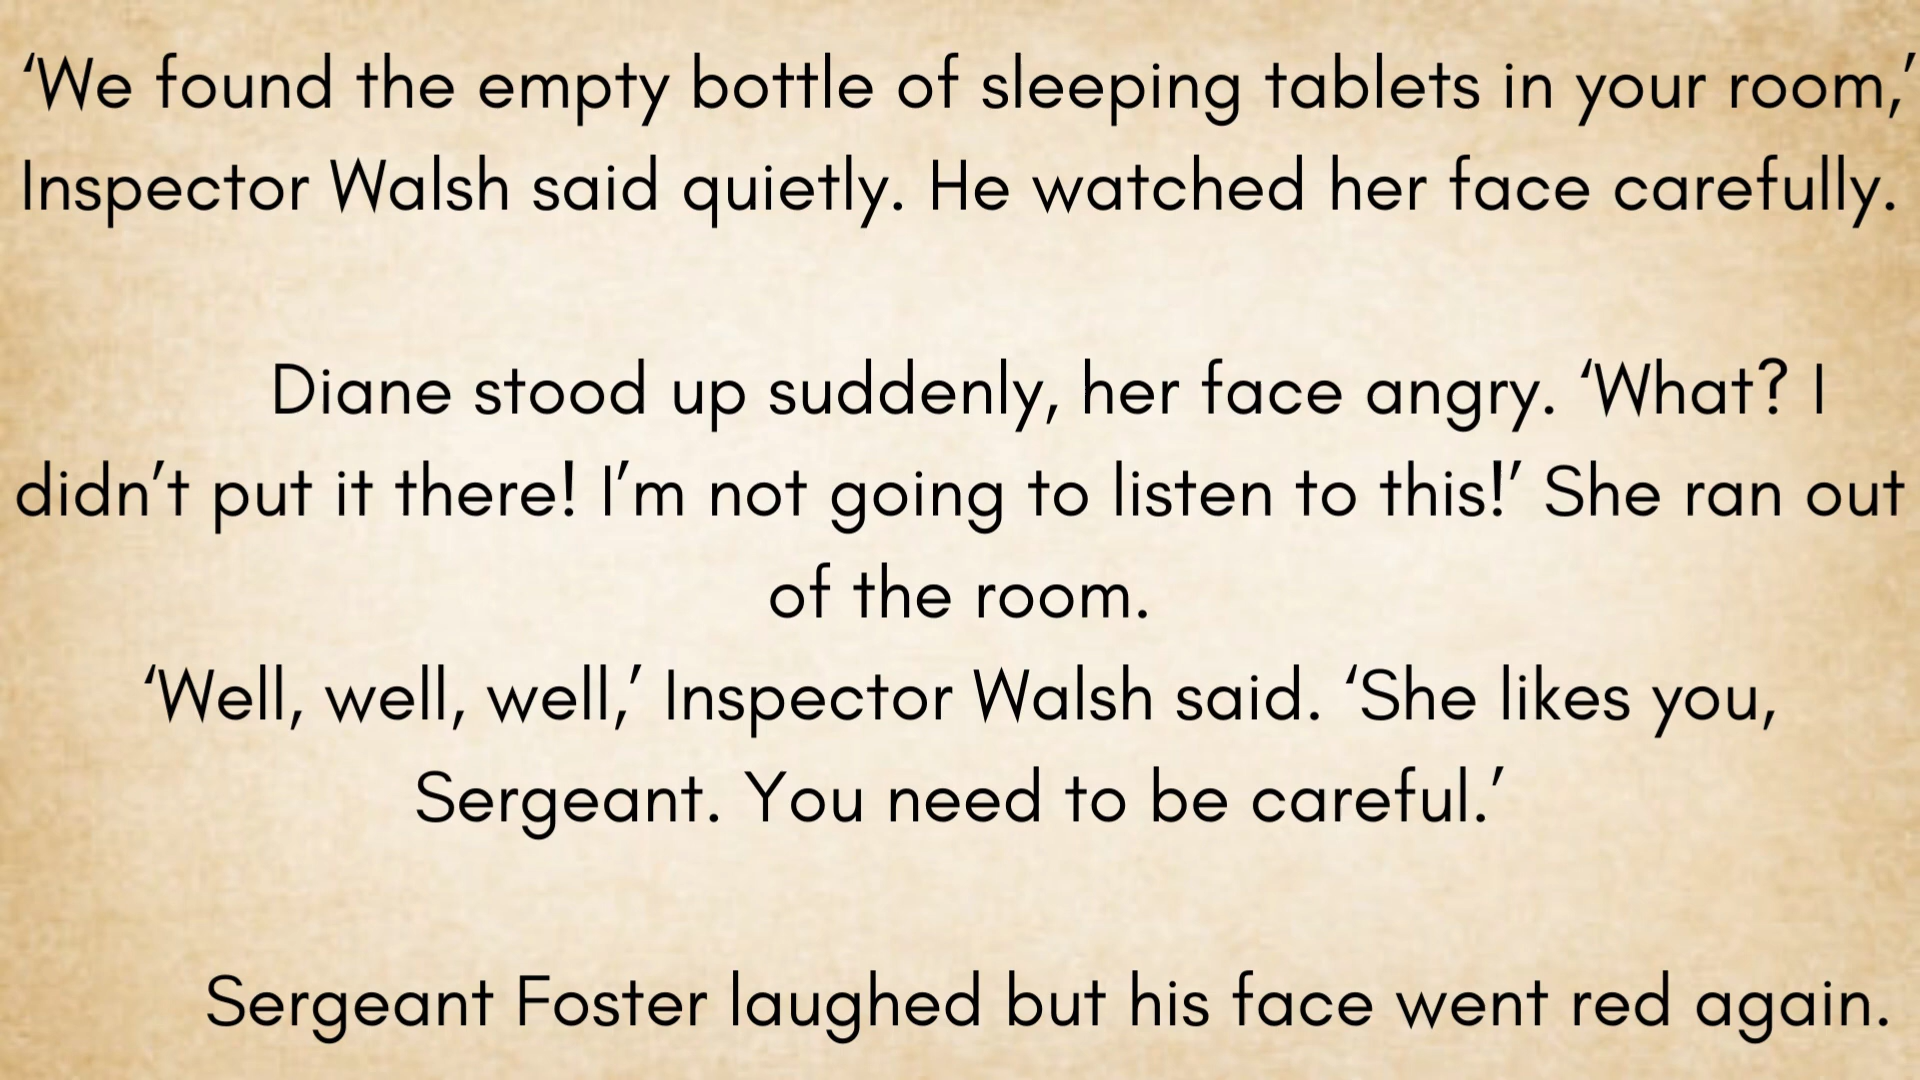 ‘We found the empty bottle of sleeping tablets in your room,’
Inspector Walsh said quietly. He watched her face carefully.
Diane stood up suddenly, her face angry. ‘What? I
didn’t put it there! I’m not going to listen to this!’ She ran out
of the room.
‘Well, well, well,’ Inspector Walsh said. ‘She likes you,
Sergeant. You need to be careful.’
Sergeant Foster laughed but his face went red again.